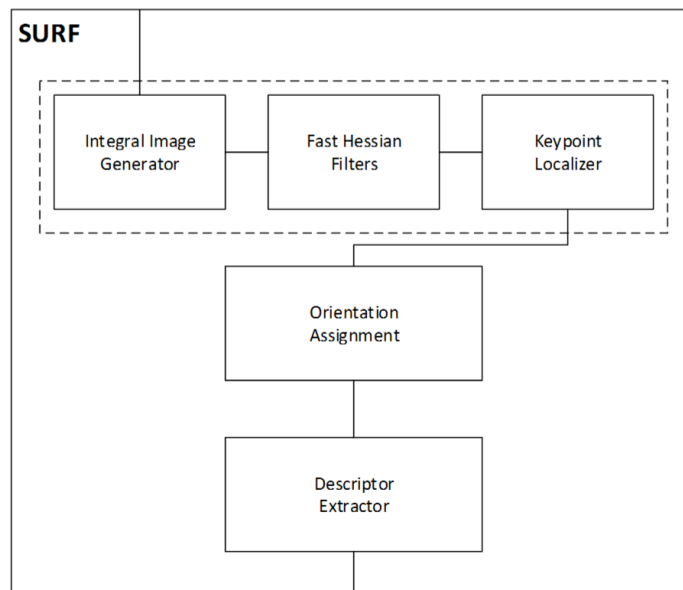 SURF
Integral Image
Generator
Fast Hessian
Filters
Keypoint
Localizer
Orientation
Assignment
Descriptor
Extractor